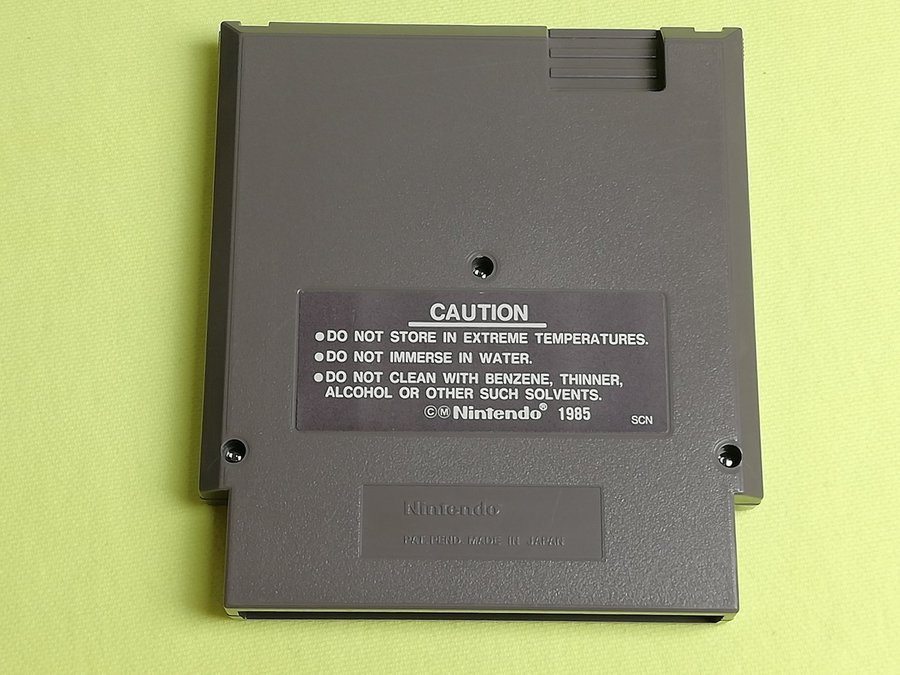 CAUTION
●DO NOT STORE IN EXTREME TEMPERATURES.
●DO NOT IMMERSE IN WATER.
●DO NOT CLEAN WITH BENZENE, THINNER,
ALCOHOL OR OTHER SUCH SOLVENTS.
©Ⓜ Nintendo® 1985
SCN
Nintendo
PAT. PEND. MADE IN JAPAN